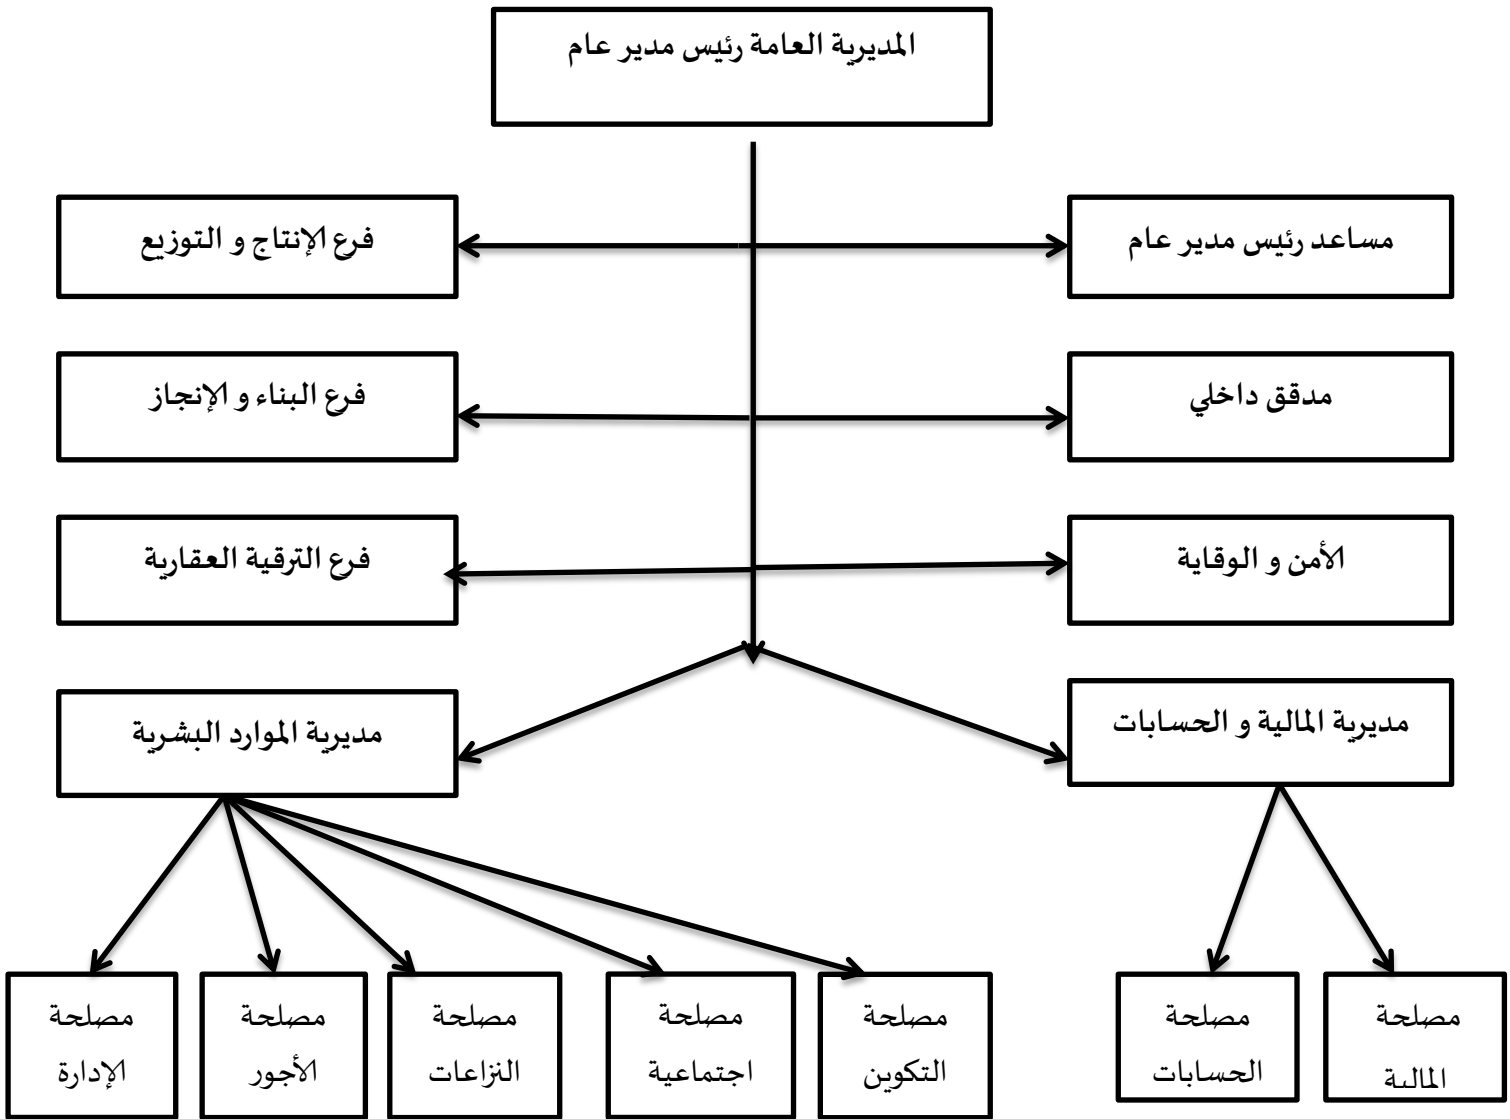 المديرية العامة رئيس مدير عام
مساعد رئيس مدير عام
فرع الإنتاج و التوزيع
مدقق داخلي
فرع البناء و الإنجاز
الأمن و الوقاية
فرع الترقية العقارية
مديرية المالية و الحسابات
مديرية الموارد البشرية
مصلحة
المالية
مصلحة
الحسابات
مصلحة
التكوين
مصلحة
اجتماعية
مصلحة
النزاعات
مصلحة
الأجور
مصلحة
الإدارة